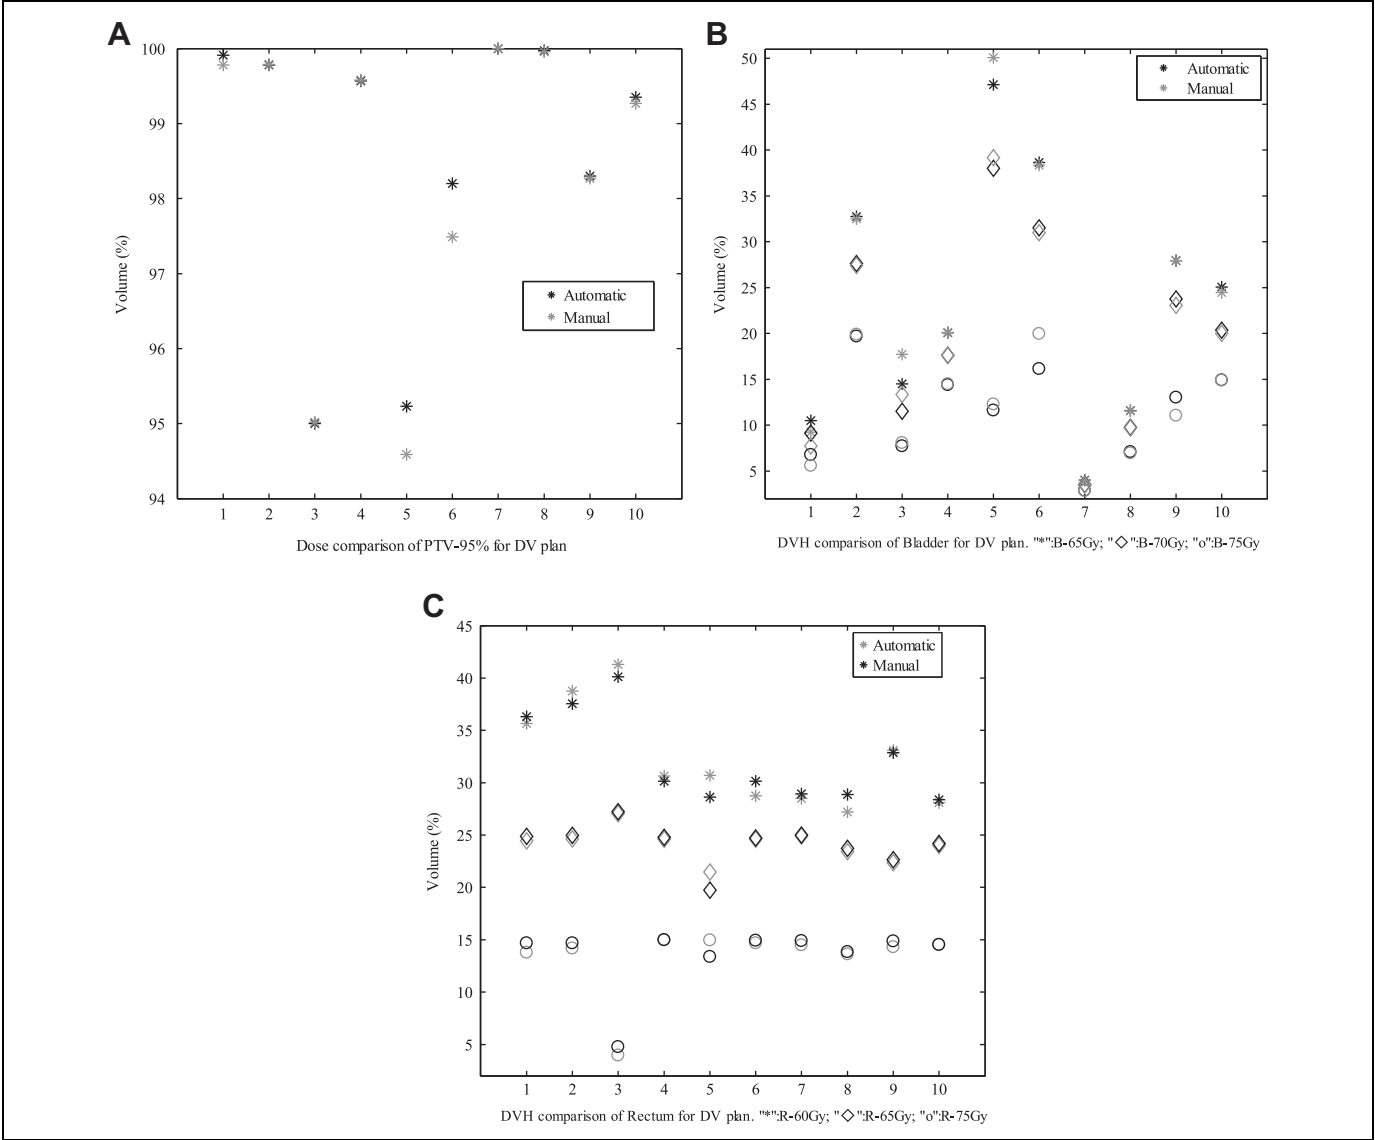 A
100
99
98
97
96
95
94
Volume (%)
Automatic
Manual
1 2 3 4 5 6 7 8 9 10
Dose comparison of PTV-95% for DV plan
B
50
45
40
35
30
25
20
15
10
5
Volume (%)
Automatic
Manual
1 2 3 4 5 6 7 8 9 10
DVH comparison of Bladder for DV plan. "*":B-65Gy; "◇":B-70Gy; "o":B-75Gy
C
45
40
35
30
25
20
15
10
5
Volume (%)
Automatic
Manual
1 2 3 4 5 6 7 8 9 10
DVH comparison of Rectum for DV plan. "*":R-60Gy; "◇":R-65Gy; "o":R-75Gy